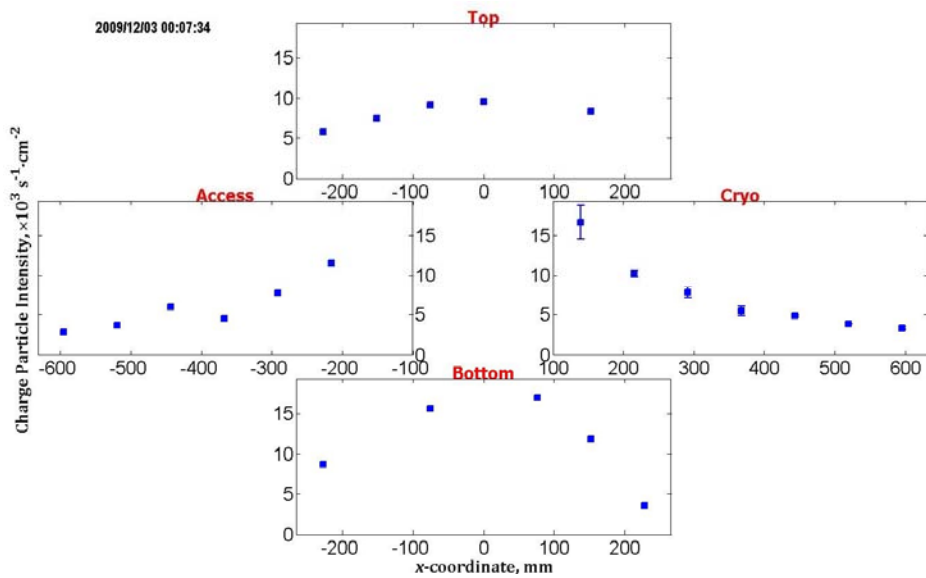 2009/12/03 00:07:34
Top
15
10
5
0
-200 -100 0 100 200
Charge Particle Intensity, ×10³ s⁻¹·cm⁻²
Access
15
10
5
0
-600 -500 -400 -300 -200 -100
Cryo
15
10
5
0
100 200 300 400 500 600
Bottom
15
10
5
0
-200 -100 0 100 200
x-coordinate, mm